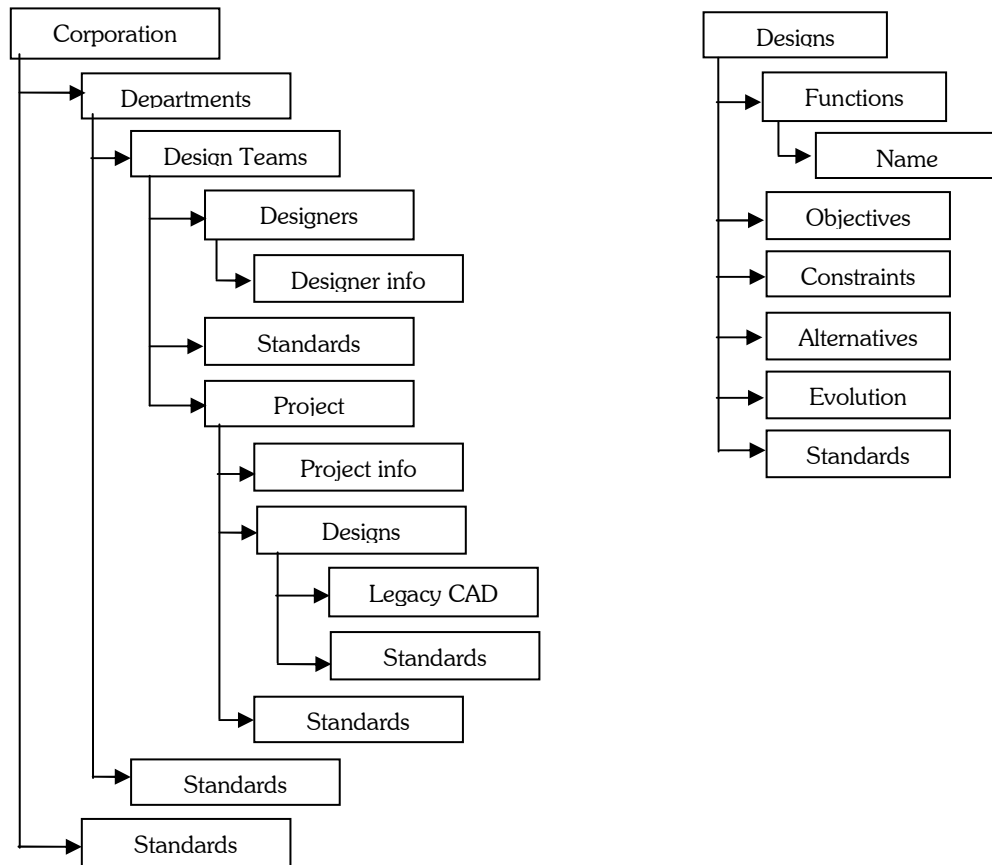 Corporation
Departments
Design Teams
Designers
Designer info
Standards
Project
Project info
Designs
Legacy CAD
Standards
Standards
Standards
Standards
Designs
Functions
Name
Objectives
Constraints
Alternatives
Evolution
Standards